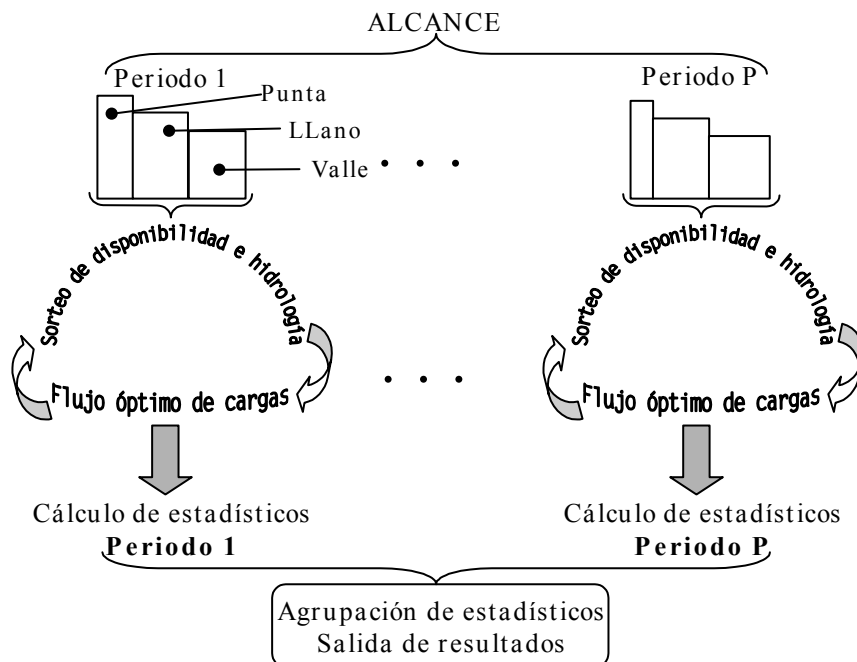 ALCANCE
Periodo 1
Periodo P
Punta
LLano
Valle
. . .
Sorteo de disponibilidad e hidrología
Sorteo de disponibilidad e hidrología
. . .
Flujo óptimo de cargas
Flujo óptimo de cargas
Cálculo de estadísticos
Periodo 1
Cálculo de estadísticos
Periodo P
Agrupación de estadísticos
Salida de resultados